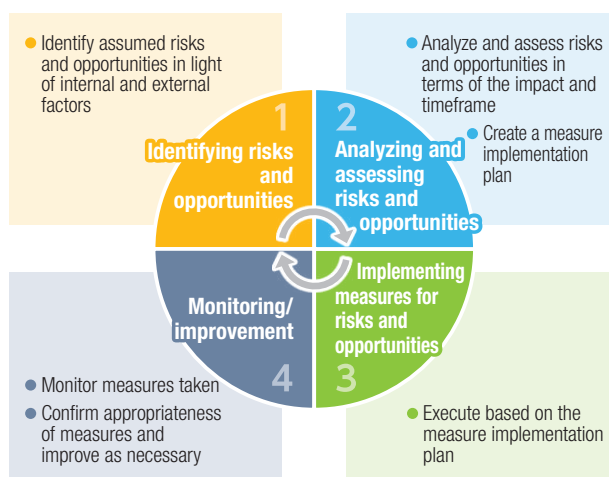 ● Identify assumed risks
and opportunities in light
of internal and external
factors
1
Identifying risks
and
opportunities
● Analyze and assess risks
and opportunities in
terms of the impact and
timeframe
● Create a measure
implementation
plan
2
Analyzing and
assessing
risks and
opportunities
Implementing
measures for
risks and
opportunities
3
● Execute based on the
measure implementation
plan
Monitoring/
improvement
4
● Monitor measures taken
● Confirm appropriateness
of measures and
improve as necessary